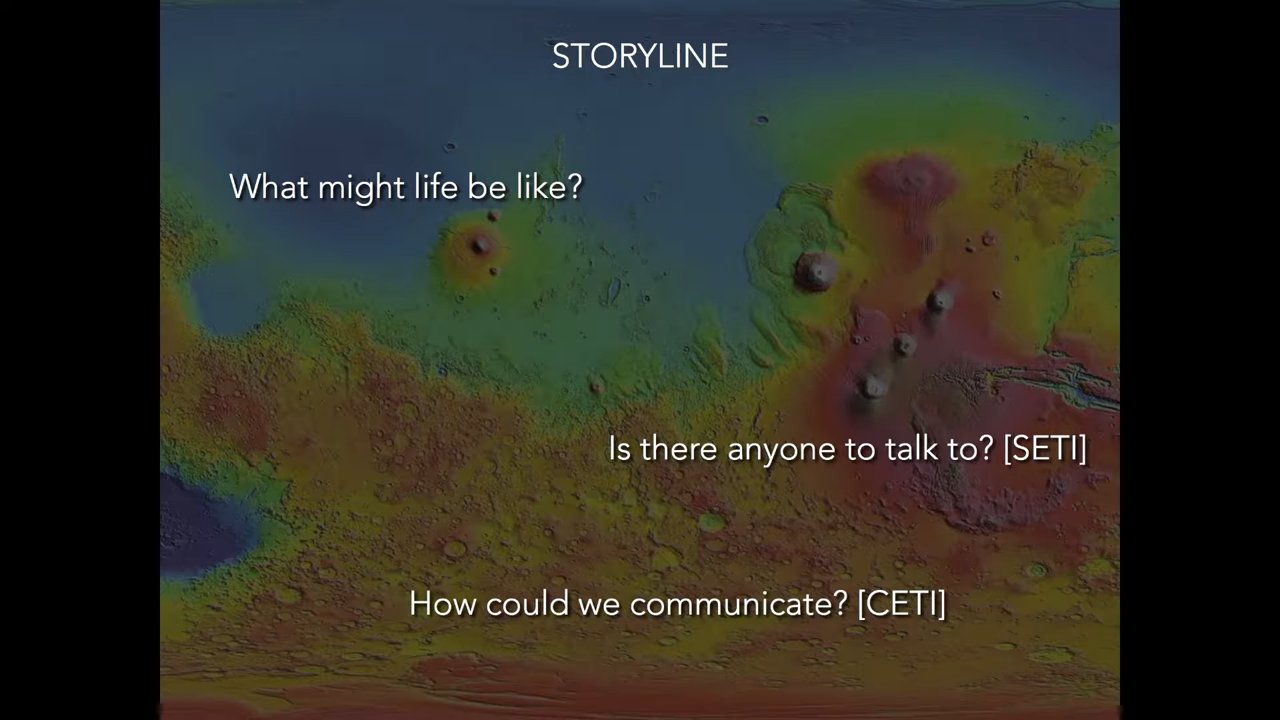 STORYLINE
What might life be like?
Is there anyone to talk to? [SETI]
How could we communicate? [CETI]